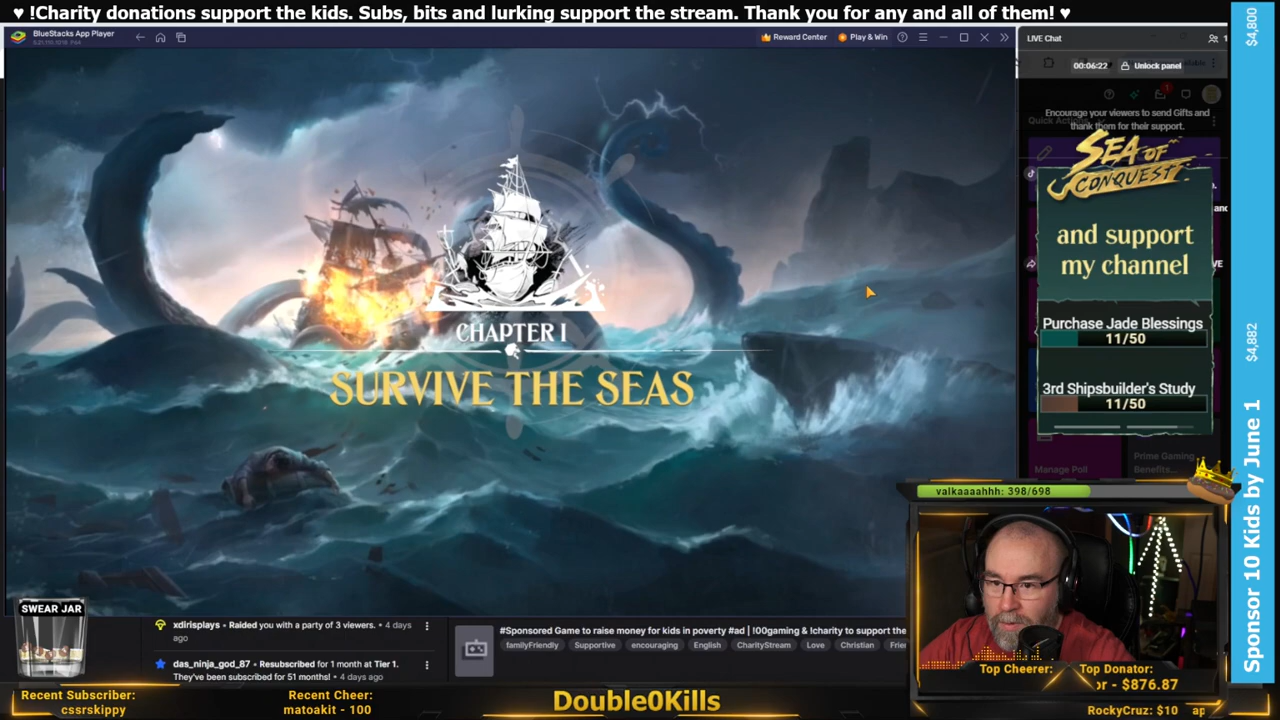 ♥ !Charity donations support the kids. Subs, bits and lurking support the stream. Thank you for any and all of them! ♥
BlueStacks App Player
Reward Center
Play & Win
LIVE Chat
00:06:22
Unlock panel
Encourage your viewers to send Gifts and
thank them for their support.
SEA OF
CONQUEST
and support
my channel
Purchase Jade Blessings
11/50
3rd Shipsbuilder's Study
11/50
Manage Poll
Prime Gaming
Benefits...
CHAPTER I
SURVIVE THE SEAS
$4,800
$4,882
Sponsor 10 Kids by June 1
valkaaaahhh: 398/698
SWEAR JAR
xdirisplays • Raided you with a party of 3 viewers. • 4 days
ago
das_ninja_god_87 • Resubscribed for 1 month at Tier 1.
They've been subscribed for 51 months! • 4 days ago
#Sponsored Game to raise money for kids in poverty #ad | !00gaming & !charity to support the
familyFriendly
Supportive
encouraging
English
CharityStream
Love
Christian
Frie
Recent Subscriber:
cssrskippy
Recent Cheer:
matoakit - 100
Double0Kills
Top Cheerer:
Top Donator:
or - $876.87
RockyCruz: $10